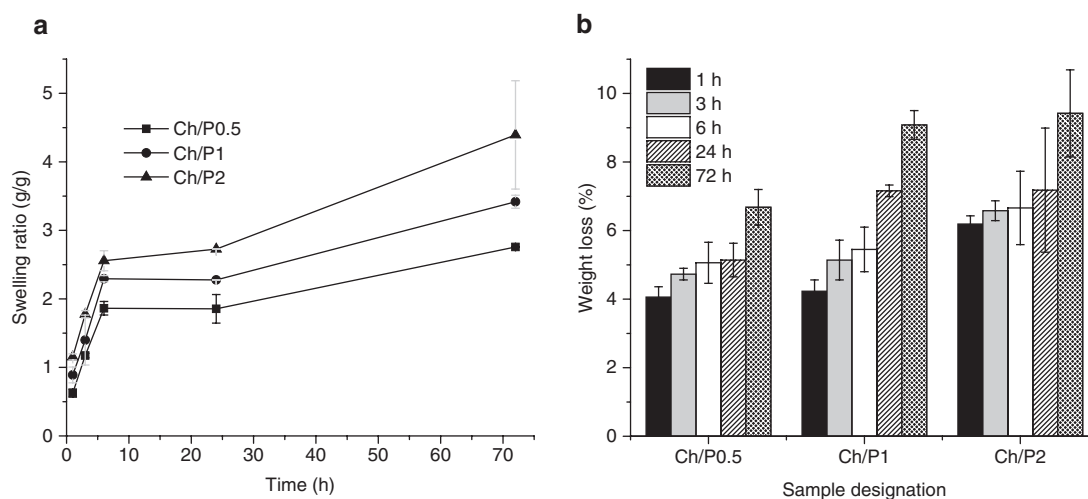 a
5
4
3
2
1
0
Swelling ratio (g/g)
Ch/P0.5
Ch/P1
Ch/P2
0 10 20 30 40 50 60 70
Time (h)
b
10
8
6
4
2
0
Weight loss (%)
1 h
3 h
6 h
24 h
72 h
Ch/P0.5 Ch/P1 Ch/P2
Sample designation